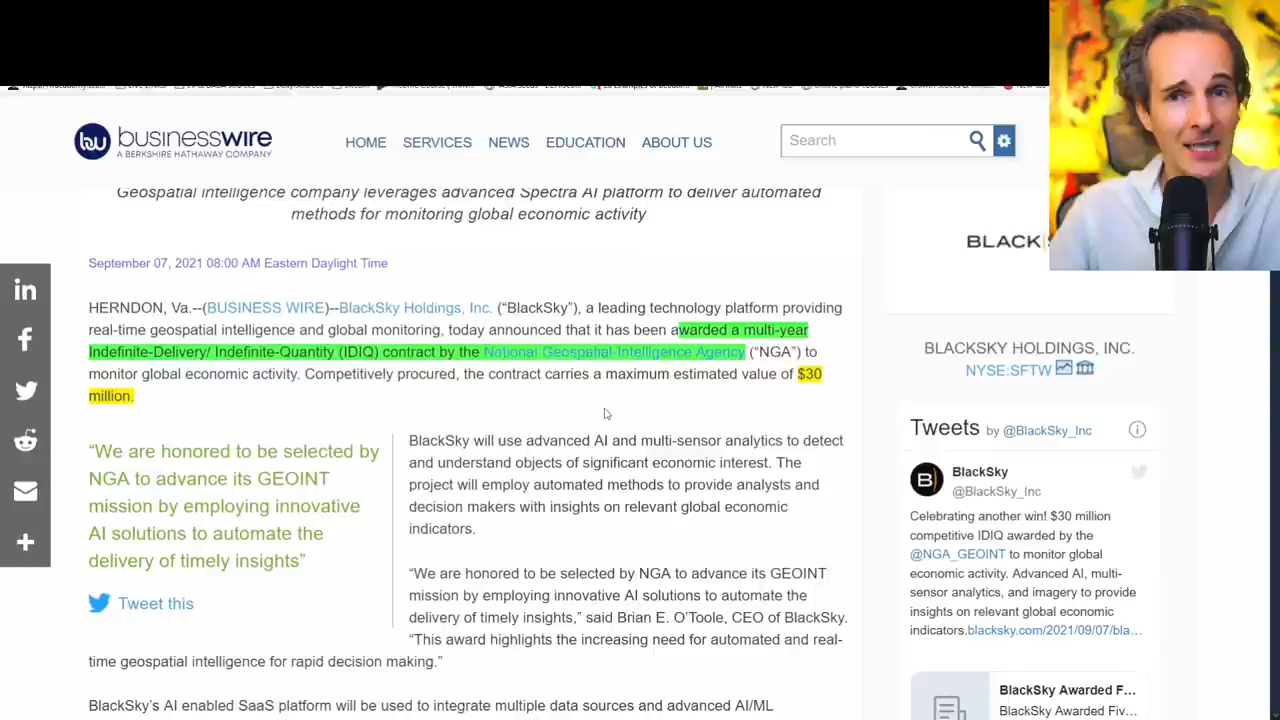 businesswire
A BERKSHIRE HATHAWAY COMPANY
HOME SERVICES NEWS EDUCATION ABOUT US
Search
Geospatial intelligence company leverages advanced Spectra AI platform to deliver automated
methods for monitoring global economic activity
September 07, 2021 08:00 AM Eastern Daylight Time
HERNDON, Va.--(BUSINESS WIRE)--BlackSky Holdings, Inc. (“BlackSky”), a leading technology platform providing
real-time geospatial intelligence and global monitoring, today announced that it has been awarded a multi-year
Indefinite-Delivery/ Indefinite-Quantity (IDIQ) contract by the National Geospatial-Intelligence Agency (“NGA”) to
monitor global economic activity. Competitively procured, the contract carries a maximum estimated value of $30
million.
“We are honored to be selected by
NGA to advance its GEOINT
mission by employing innovative
AI solutions to automate the
delivery of timely insights”
Tweet this
BlackSky will use advanced AI and multi-sensor analytics to detect
and understand objects of significant economic interest. The
project will employ automated methods to provide analysts and
decision makers with insights on relevant global economic
indicators.
“We are honored to be selected by NGA to advance its GEOINT
mission by employing innovative AI solutions to automate the
delivery of timely insights,” said Brian E. O’Toole, CEO of BlackSky.
“This award highlights the increasing need for automated and real-
time geospatial intelligence for rapid decision making.”
BlackSky’s AI enabled SaaS platform will be used to integrate multiple data sources and advanced AI/ML
BLACK
BLACKSKY HOLDINGS, INC.
NYSE:SFTW
Tweets by @BlackSky_Inc
BlackSky
@BlackSky_Inc
Celebrating another win! $30 million
competitive IDIQ awarded by the
@NGA_GEOINT to monitor global
economic activity. Advanced AI, multi-
sensor analytics, and imagery to provide
insights on relevant global economic
indicators.blacksky.com/2021/09/07/bla…
BlackSky Awarded F...
BlackSky Awarded Fiv...